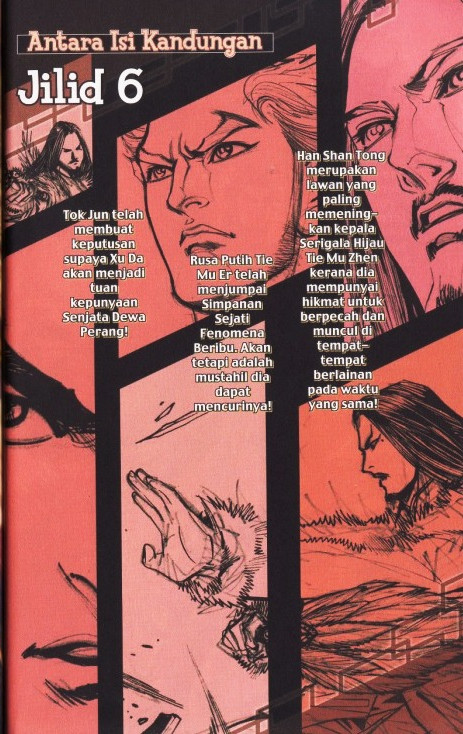 Antara Isi Kandungan
Jilid 6
Tok Jun telah
membuat
keputusan
supaya Xu Da
akan menjadi
tuan
kepunyaan
Senjata Dewa
Perang!
Rusa Putih Tie
Mu Er telah
menjumpai
Simpanan
Sejati
Fenomena
Beribu. Akan
tetapi adalah
mustahil dia
dapat
mencurinya!
Han Shan Tong
merupakan
lawan yang
paling
memening-
kan kepala
Serigala Hijau
Tie Mu Zhen
kerana dia
mempunyai
hikmat untuk
berpecah dan
muncul di
tempat-
tempat
berlainan
pada waktu
yang sama!